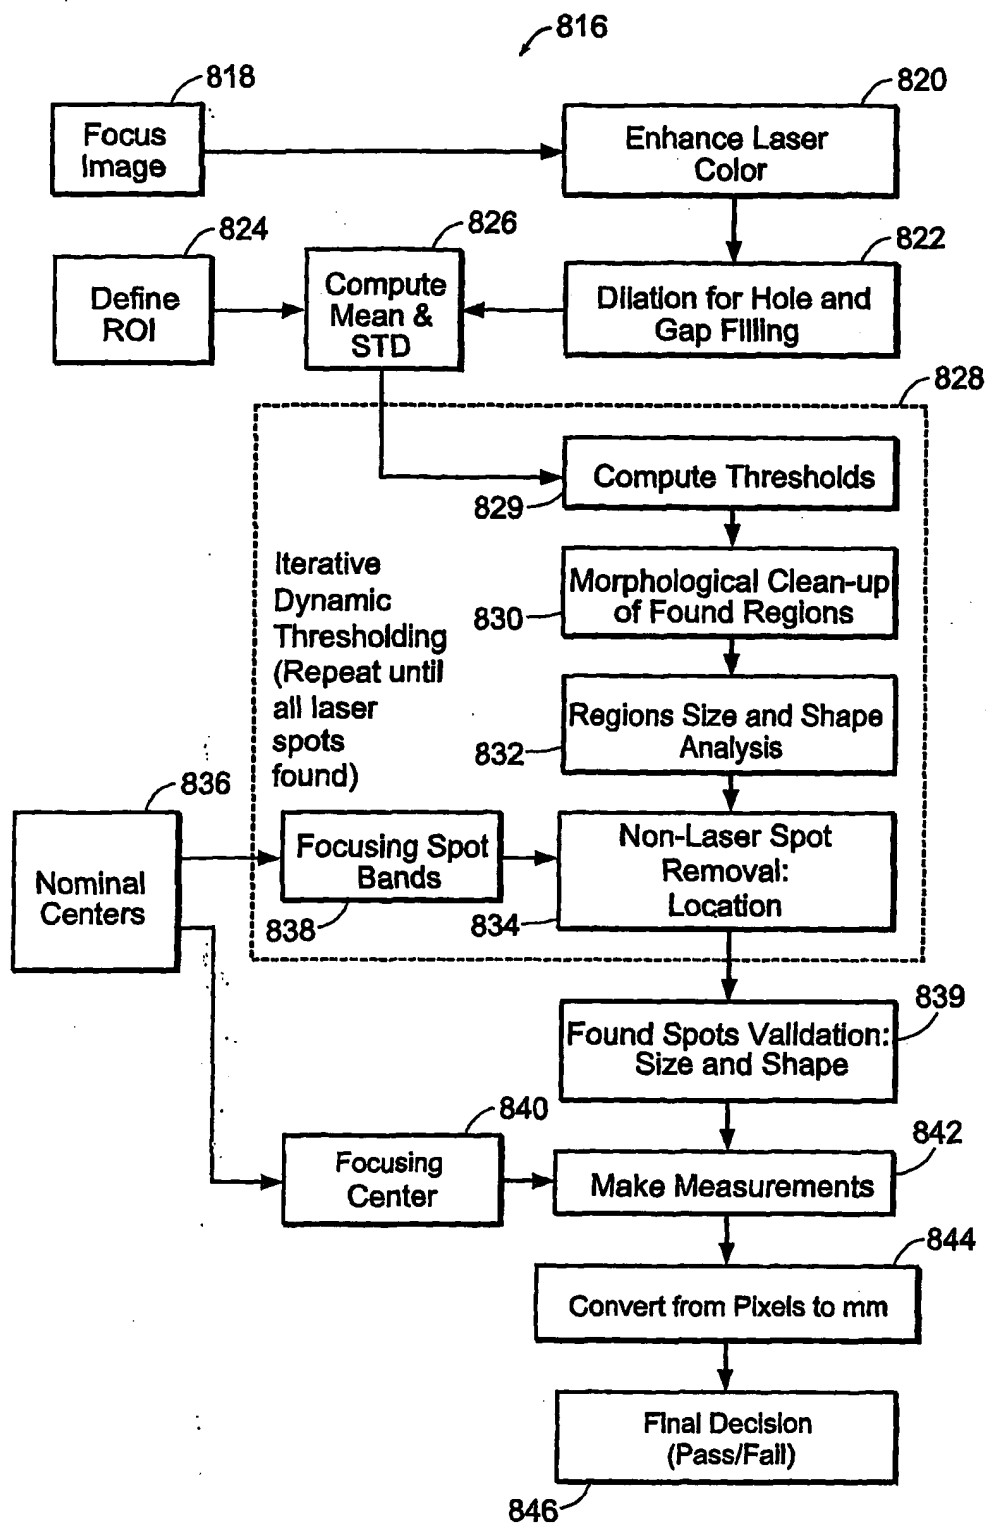 816
818
Focus
Image
820
Enhance Laser
Color
824
Define
ROI
826
Compute
Mean &
STD
822
Dilation for Hole and
Gap Filling
828
Compute Thresholds
829
Iterative
Dynamic
Thresholding
(Repeat until
all laser
spots
found)
Morphological Clean-up
of Found Regions
830
Regions Size and Shape
Analysis
832
836
Nominal
Centers
Focusing Spot
Bands
838
Non-Laser Spot
Removal:
Location
834
839
Found Spots Validation:
Size and Shape
840
Focusing
Center
842
Make Measurements
844
Convert from Pixels to mm
Final Decision
(Pass/Fail)
846